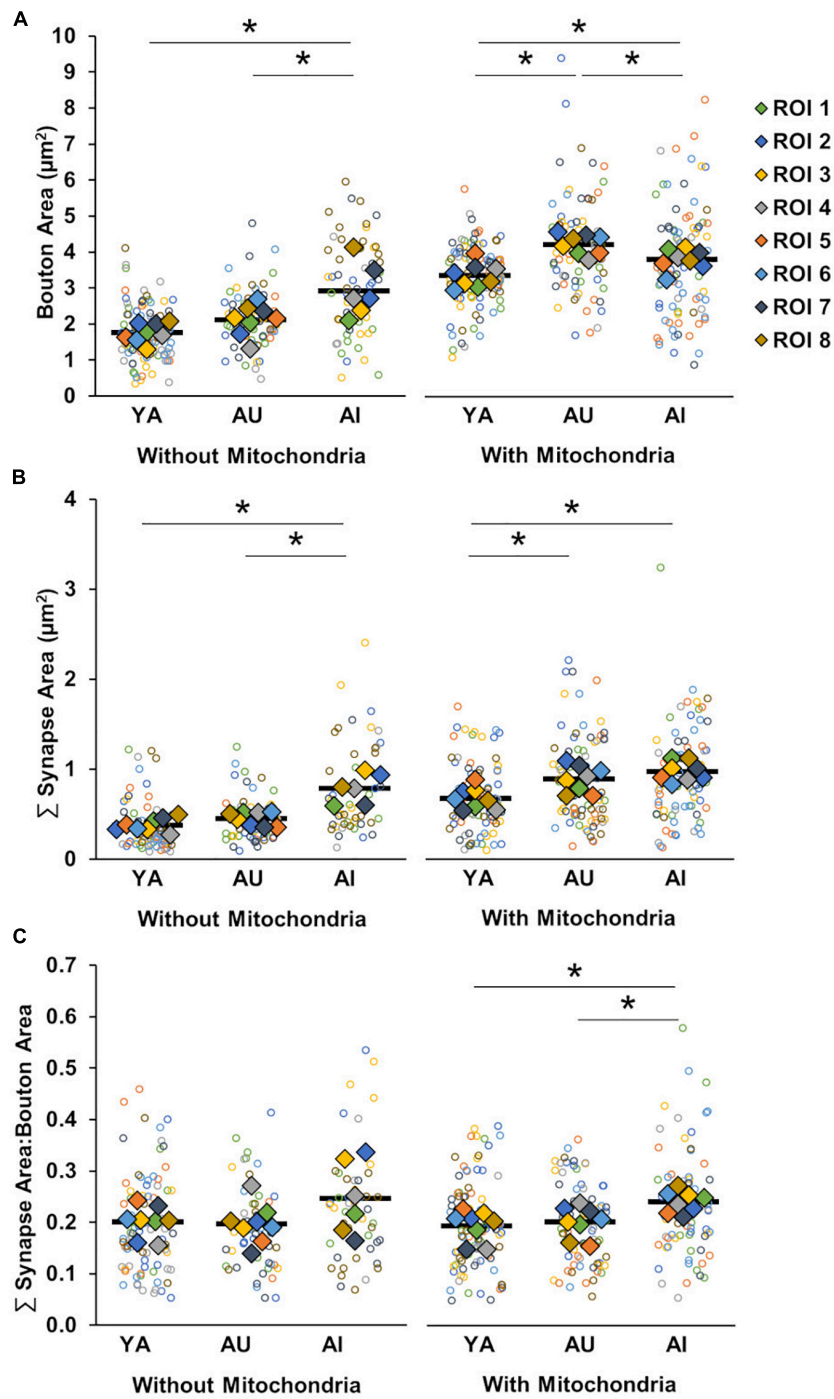 A
Bouton Area (μm²)
10
9
8
7
6
5
4
3
2
1
0
* * * * *
YA AU AI YA AU AI
Without Mitochondria With Mitochondria
ROI 1
ROI 2
ROI 3
ROI 4
ROI 5
ROI 6
ROI 7
ROI 8
B
∑ Synapse Area (μm²)
4
3
2
1
0
* * * *
YA AU AI YA AU AI
Without Mitochondria With Mitochondria
C
∑ Synapse Area:Bouton Area
0.7
0.6
0.5
0.4
0.3
0.2
0.1
0.0
* *
YA AU AI YA AU AI
Without Mitochondria With Mitochondria